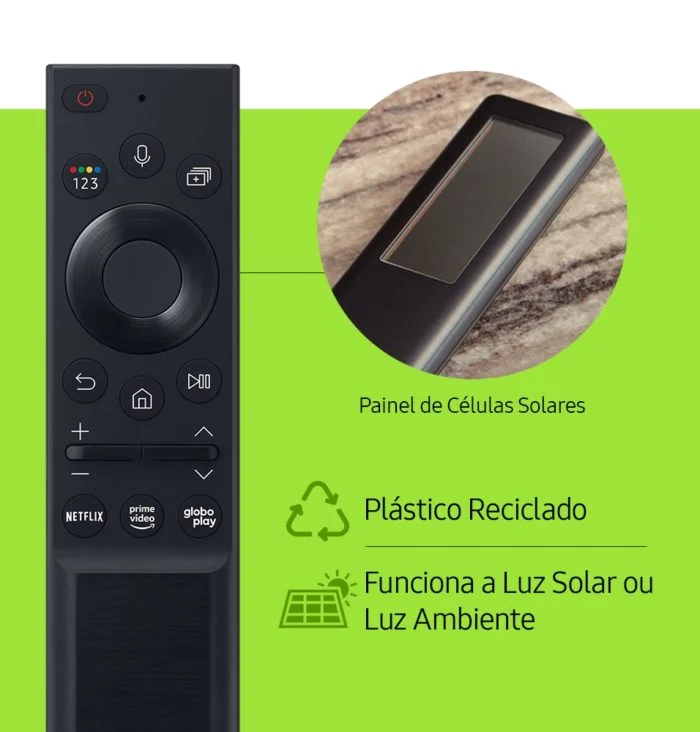 123
NETFLIX
prime
video
globo
play
Painel de Células Solares
Plástico Reciclado
Funciona a Luz Solar ou
Luz Ambiente